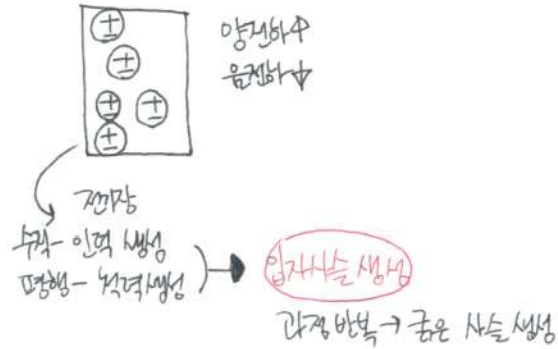 양전하↑
음전하↓
전기장
수직- 인력 생성
평행- 척력생성
입자사슬 생성
과정 반복→ 굵은 사슬 생성